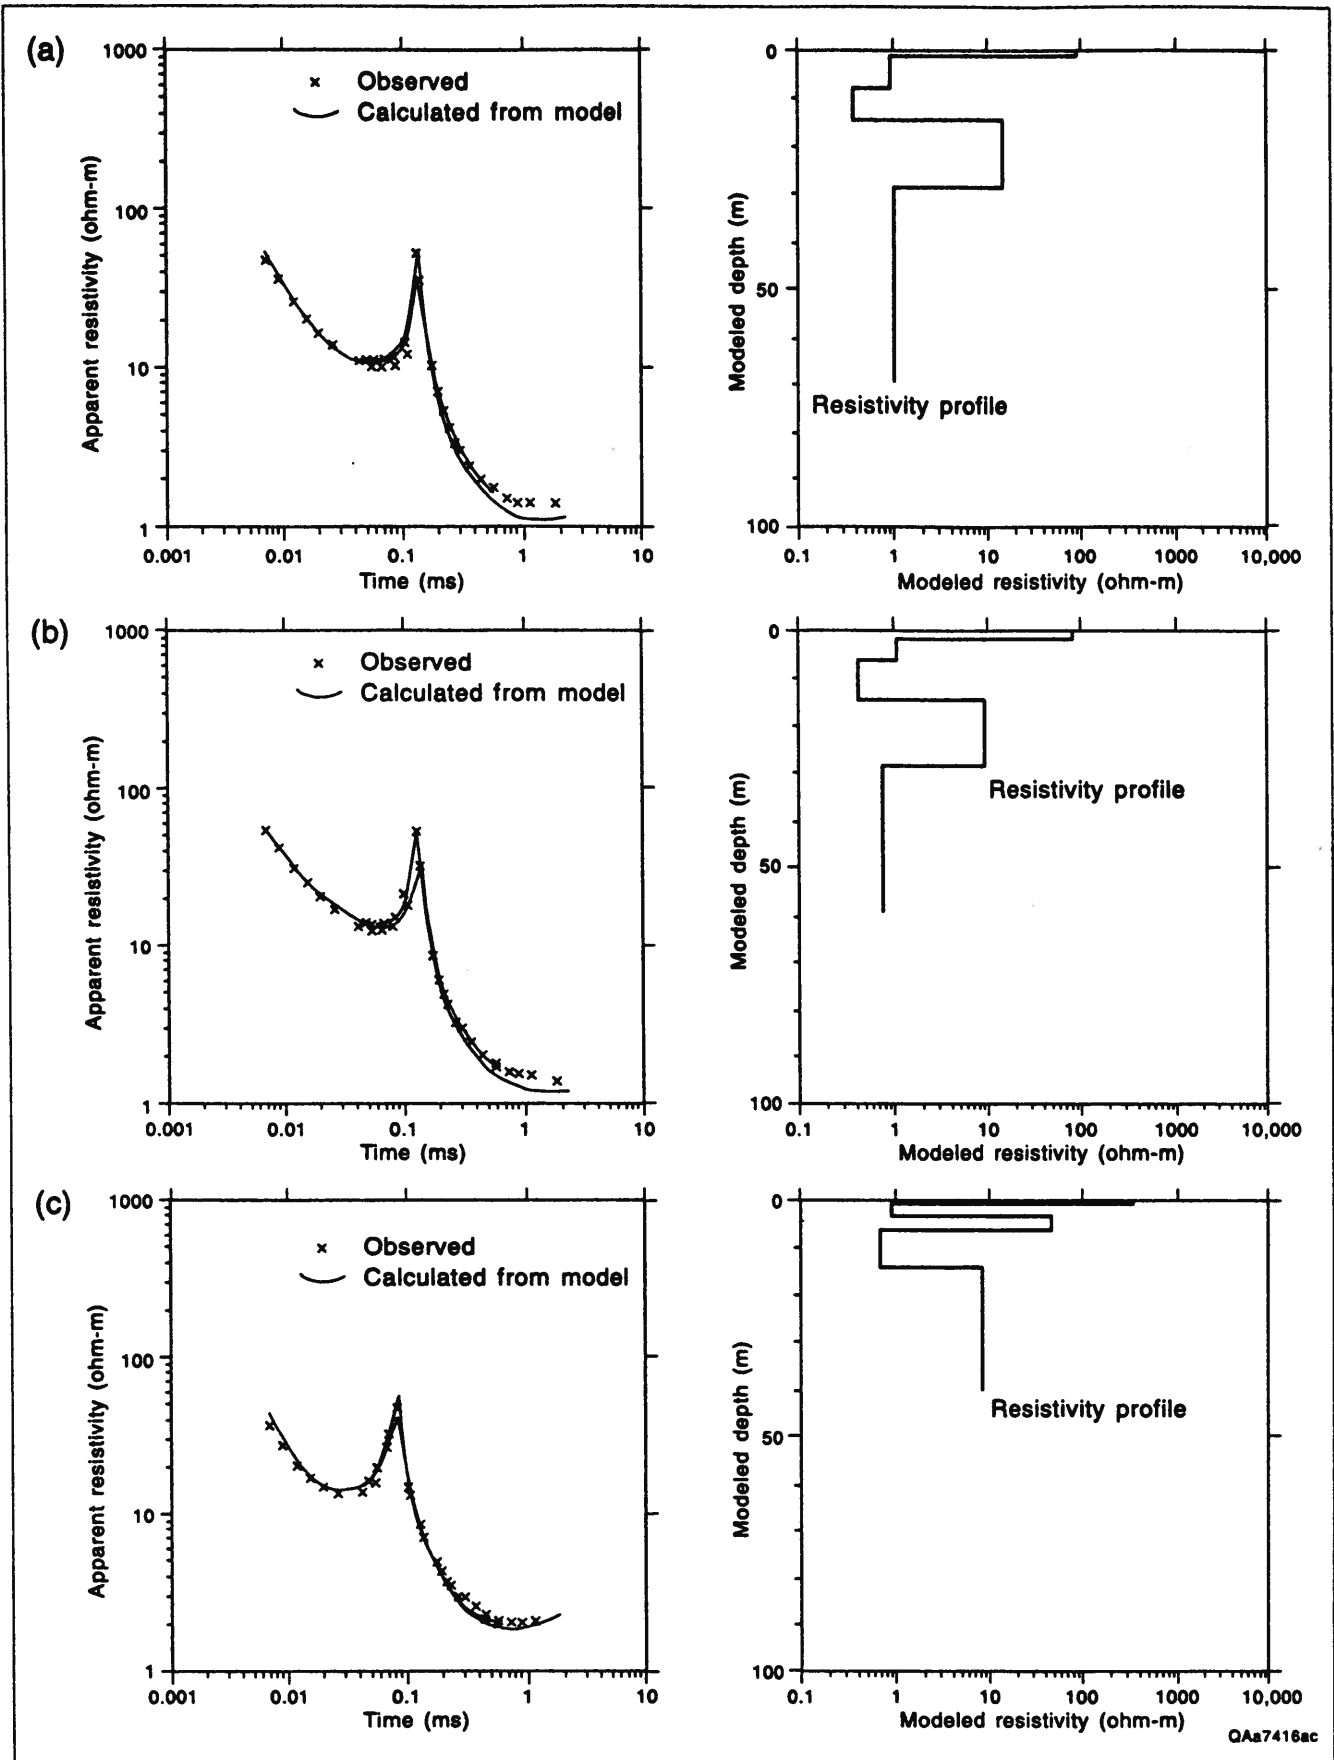 (a)
1000
100
10
1
Apparent resistivity (ohm-m)
Observed
Calculated from model
0.001 0.01 0.1 1 10
Time (ms)
0
50
100
Modeled depth (m)
Resistivity profile
0.1 1 10 100 1000 10,000
Modeled resistivity (ohm-m)
(b)
1000
100
10
1
Apparent resistivity (ohm-m)
Observed
Calculated from model
0.001 0.01 0.1 1 10
Time (ms)
0
50
100
Modeled depth (m)
Resistivity profile
0.1 1 10 100 1000 10,000
Modeled resistivity (ohm-m)
(c)
1000
100
10
1
Apparent resistivity (ohm-m)
Observed
Calculated from model
0.001 0.01 0.1 1 10
Time (ms)
0
50
100
Modeled depth (m)
Resistivity profile
0.1 1 10 100 1000 10,000
Modeled resistivity (ohm-m)
QAa7416ac